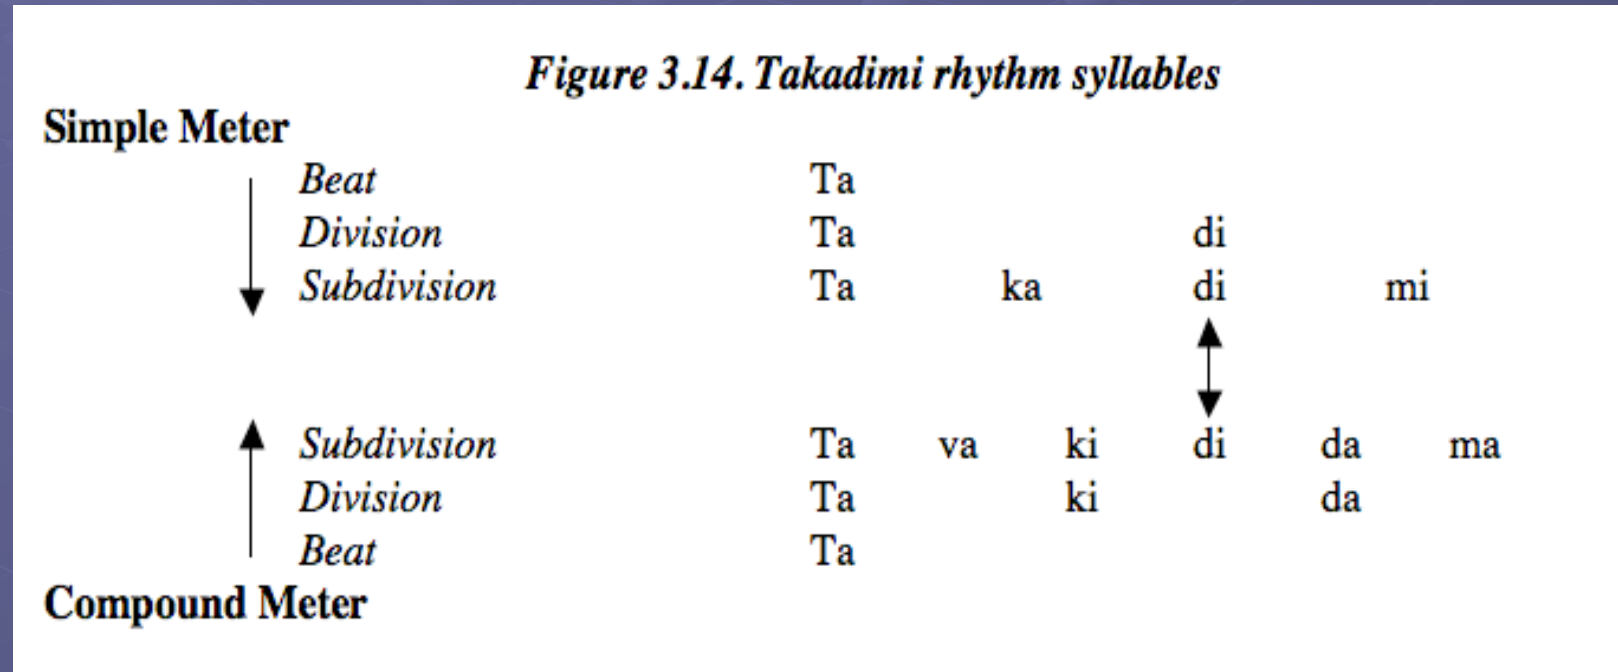 Figure 3.14. Takadimi rhythm syllables
Simple Meter
Beat Ta
Division Ta di
Subdivision Ta ka di mi
Subdivision Ta va ki di da ma
Division Ta ki da
Beat Ta
Compound Meter